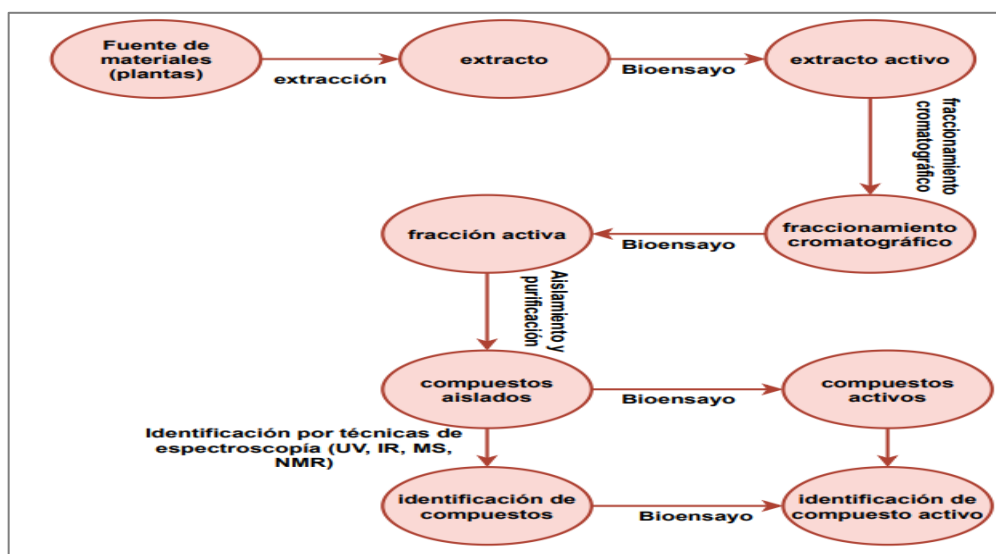 Fuente de
materiales
(plantas)
extracción
extracto
Bioensayo
extracto activo
fraccionamiento
cromatográfico
fraccionamiento
cromatográfico
Bioensayo
fracción activa
Aislamiento y
purificación
compuestos
aislados
Bioensayo
compuestos
activos
Identificación por técnicas de
espectroscopía (UV, IR, MS,
NMR)
identificación de
compuestos
Bioensayo
identificación de
compuesto activo